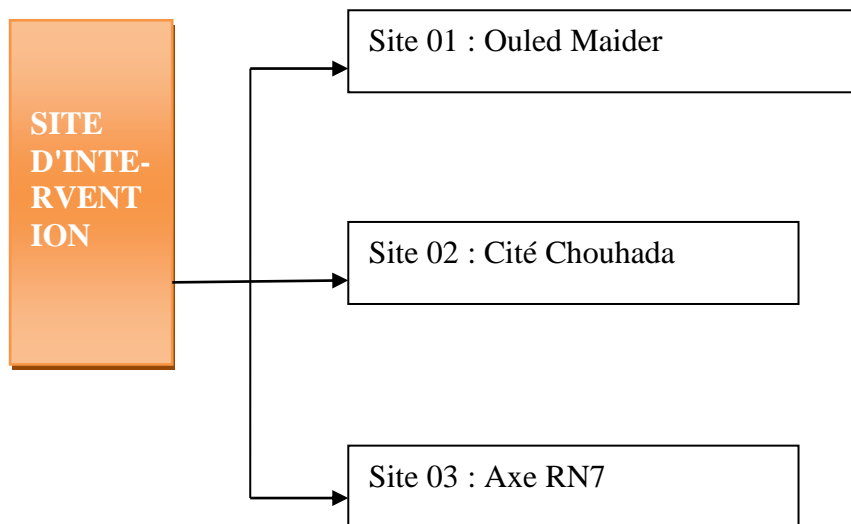 SITE
D'INTE-
RVENT
ION
Site 01 : Ouled Maider
Site 02 : Cité Chouhada
Site 03 : Axe RN7